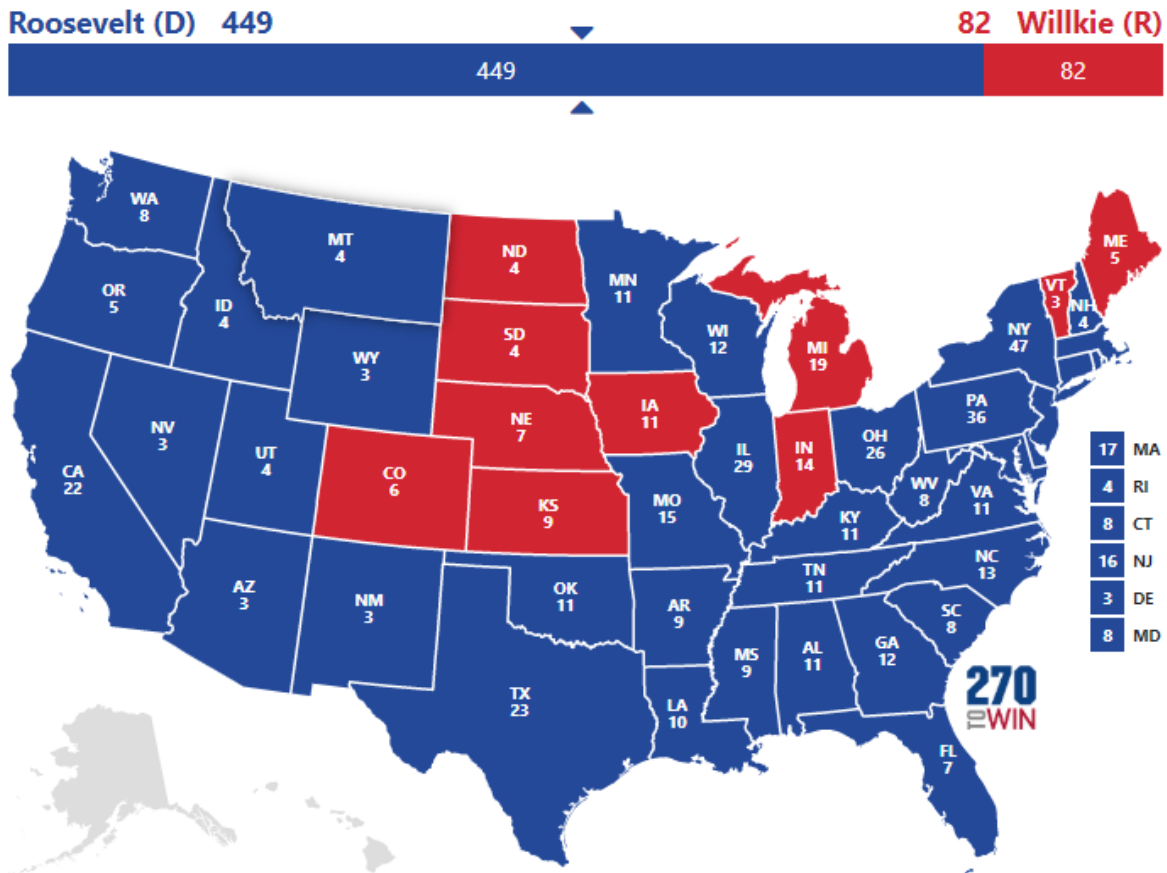 Roosevelt (D) 449
82 Willkie (R)
449
82
WA
8
OR
5
CA
22
NV
3
ID
4
MT
4
WY
3
UT
4
AZ
3
CO
6
NM
3
ND
4
SD
4
NE
7
KS
9
OK
11
TX
23
MN
11
IA
11
MO
15
AR
9
LA
10
WI
12
IL
29
MS
9
MI
19
IN
14
KY
11
TN
11
AL
11
OH
26
WV
8
GA
12
FL
7
SC
8
NC
13
VA
11
PA
36
NY
47
VT
3
NH
4
ME
5
17 MA
4 RI
8 CT
16 NJ
3 DE
8 MD
270
TO WIN